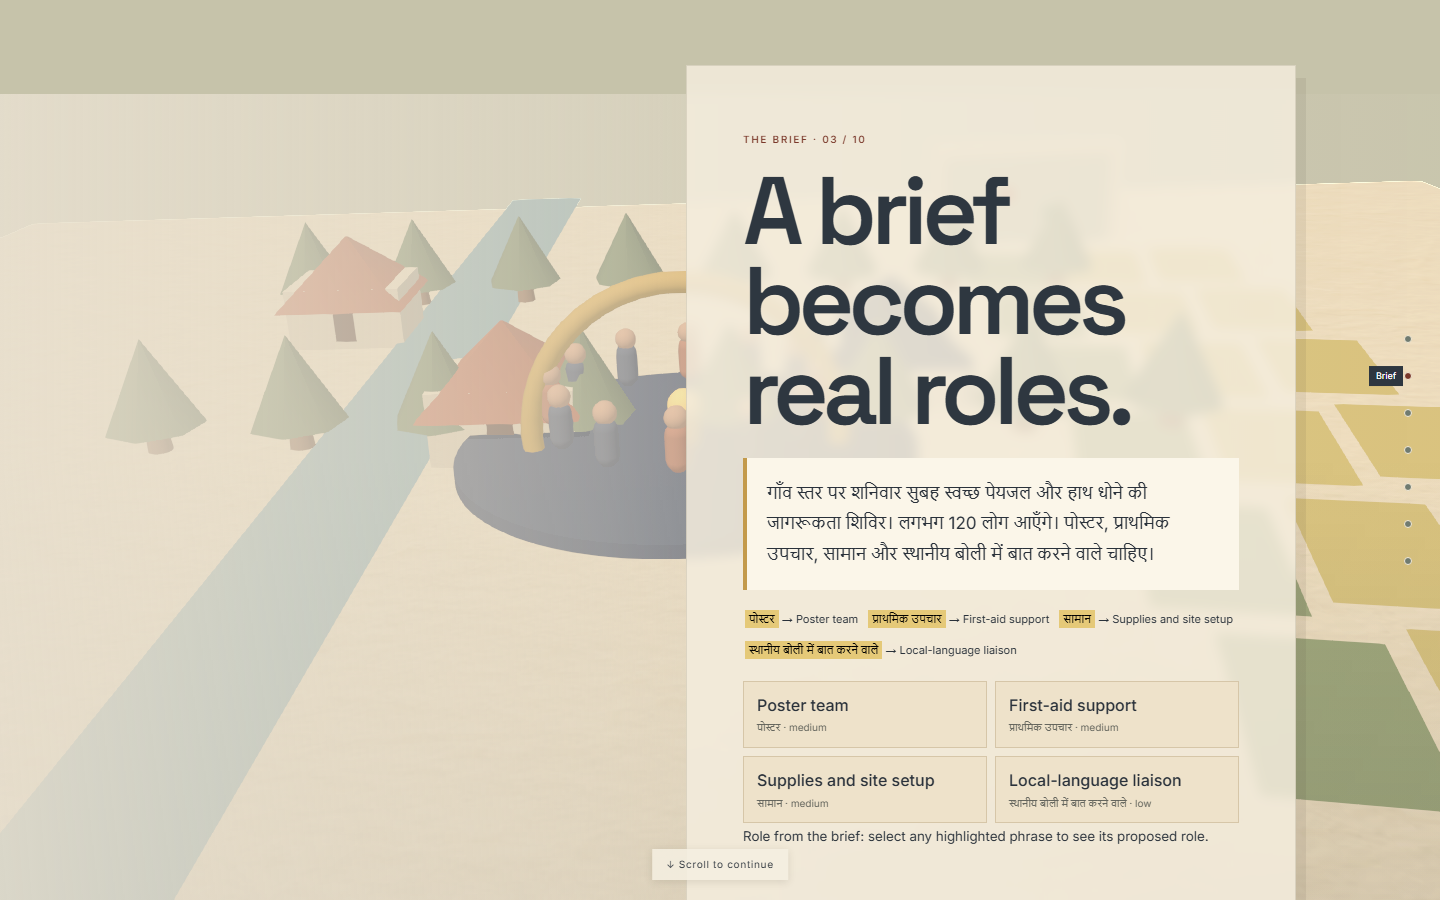 THE BRIEF · 03 / 10
A brief
becomes
real roles.
गाँव स्तर पर शनिवार सुबह स्वच्छ पेयजल और हाथ धोने की
जागरूकता शिविर। लगभग 120 लोग आएँगे। पोस्टर, प्राथमिक
उपचार, सामान और स्थानीय बोली में बात करने वाले चाहिए।
पोस्टर → Poster team प्राथमिक उपचार → First-aid support सामान → Supplies and site setup
स्थानीय बोली में बात करने वाले → Local-language liaison
Poster team
पोस्टर · medium
First-aid support
प्राथमिक उपचार · medium
Supplies and site setup
सामान · medium
Local-language liaison
स्थानीय बोली में बात करने वाले · low
Role from the brief: select any highlighted phrase to see its proposed role.
↓ Scroll to continue
Brief